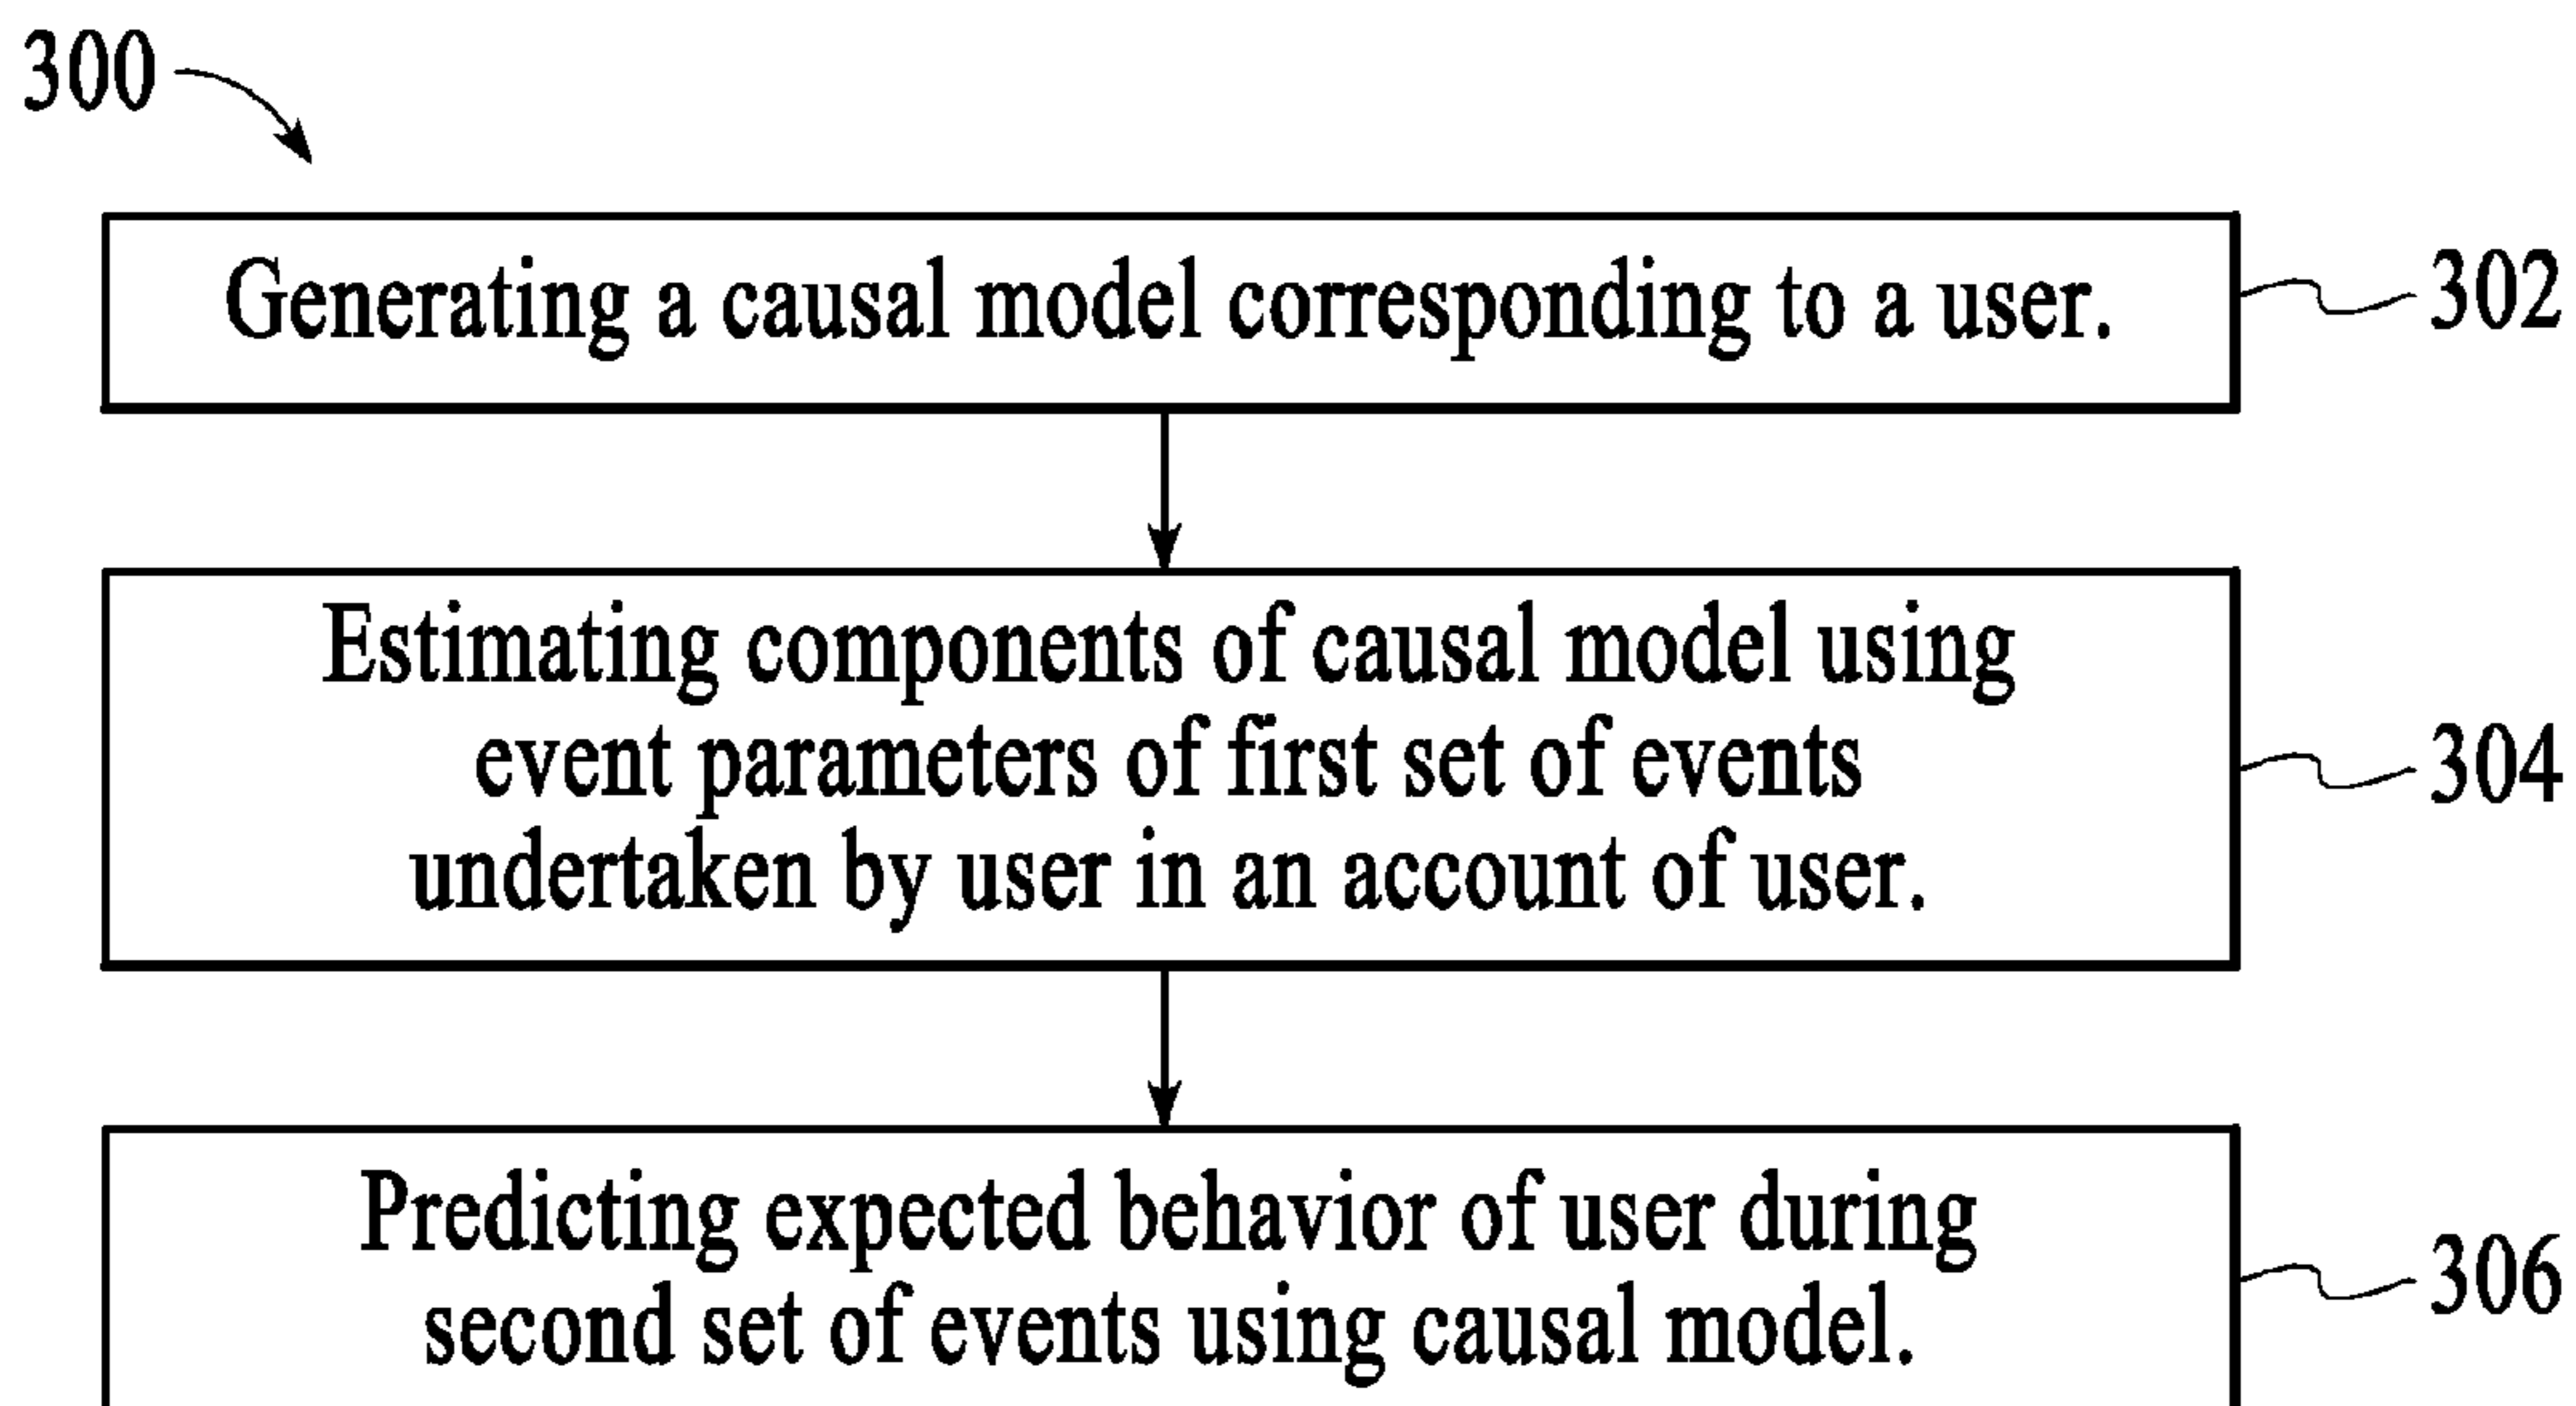 300
Generating a causal model corresponding to a user.
302
Estimating components of causal model using
event parameters of first set of events
undertaken by user in an account of user.
304
Predicting expected behavior of user during
second set of events using causal model.
306